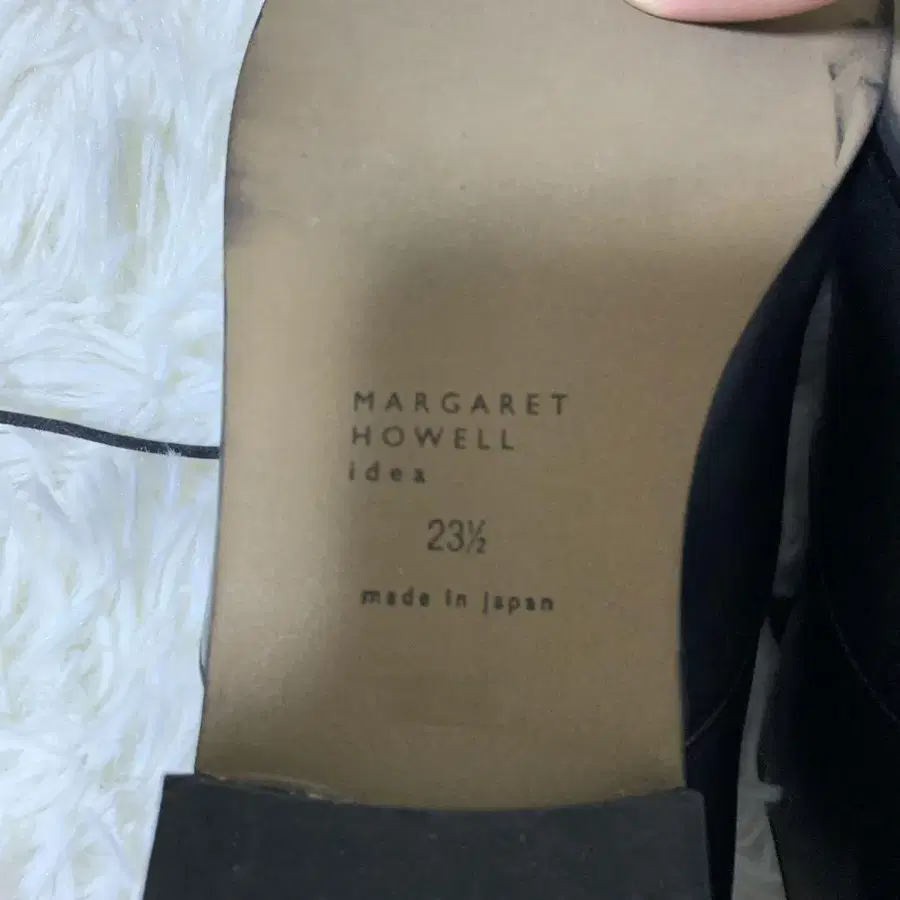 MARGARET
HOWELL
idea
23½
made in japan